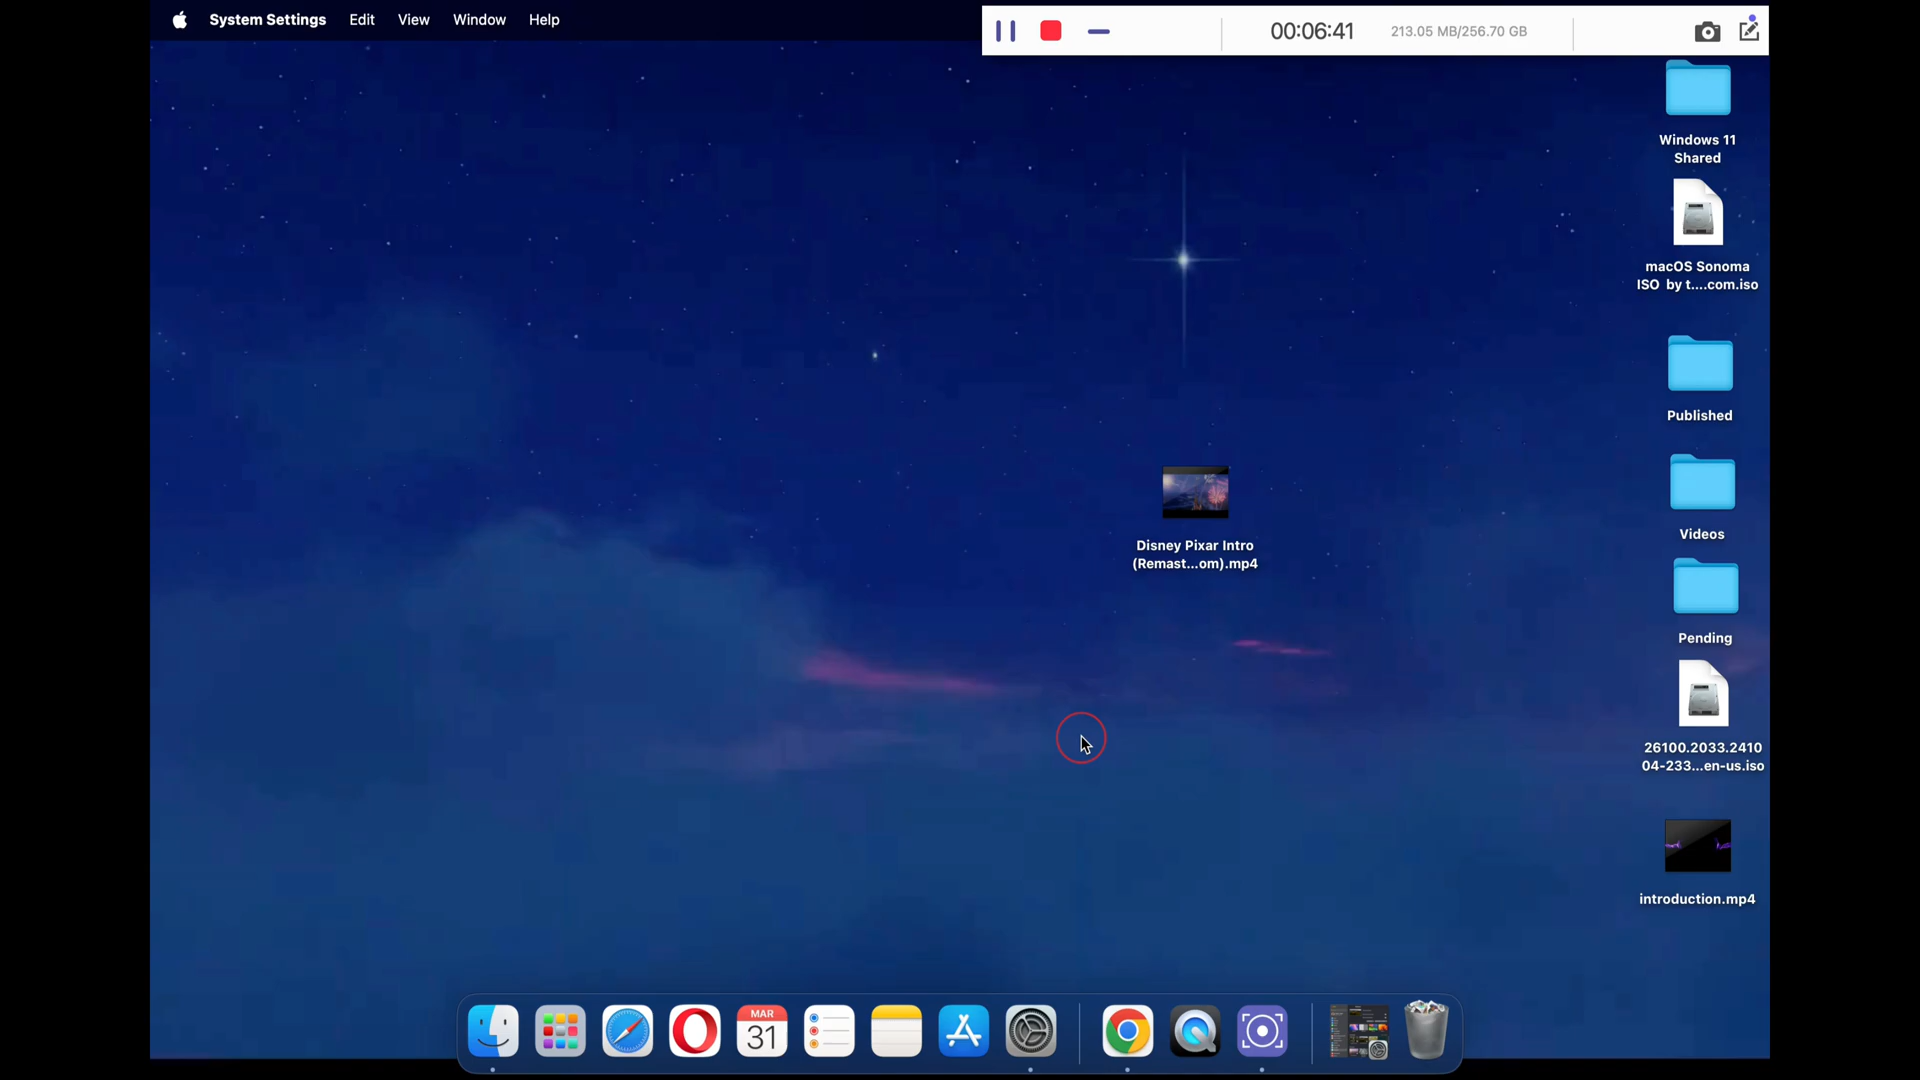 System Settings Edit View Window Help
00:06:41
213.05 MB/256.70 GB
Windows 11
Shared
macOS Sonoma
ISO by t....com.iso
Published
Videos
Disney Pixar Intro
(Remast...om).mp4
Pending
26100.2033.2410
04-233...en-us.iso
introduction.mp4
MAR
31